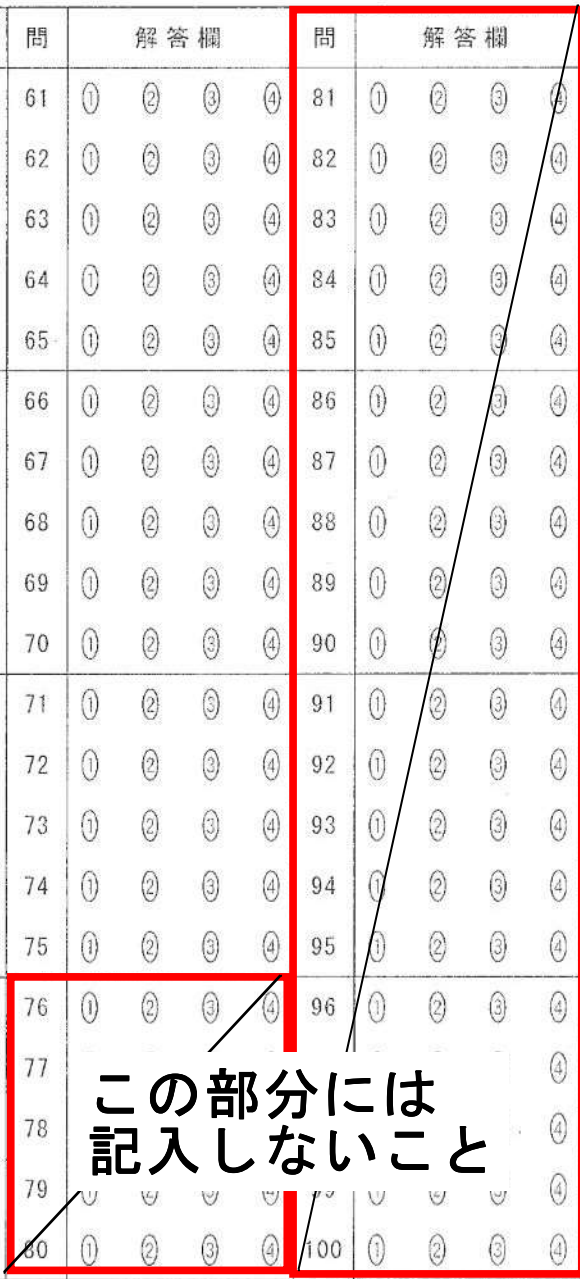 問 解答欄 問 解答欄
61 ① ② ③ ④ 81 ① ② ③ ④
62 ① ② ③ ④ 82 ① ② ③ ④
63 ① ② ③ ④ 83 ① ② ③ ④
64 ① ② ③ ④ 84 ① ② ③ ④
65 ① ② ③ ④ 85 ① ② ③ ④
66 ① ② ③ ④ 86 ① ② ③ ④
67 ① ② ③ ④ 87 ① ② ③ ④
68 ① ② ③ ④ 88 ① ② ③ ④
69 ① ② ③ ④ 89 ① ② ③ ④
70 ① ② ③ ④ 90 ① ② ③ ④
71 ① ② ③ ④ 91 ① ② ③ ④
72 ① ② ③ ④ 92 ① ② ③ ④
73 ① ② ③ ④ 93 ① ② ③ ④
74 ① ② ③ ④ 94 ① ② ③ ④
75 ① ② ③ ④ 95 ① ② ③ ④
76 ① ② ③ ④ 96 ① ② ③ ④
77 ④
この部分には
78 ④
記入しないこと
79 ④
80 ① ② ③ ④ 100 ① ② ③ ④